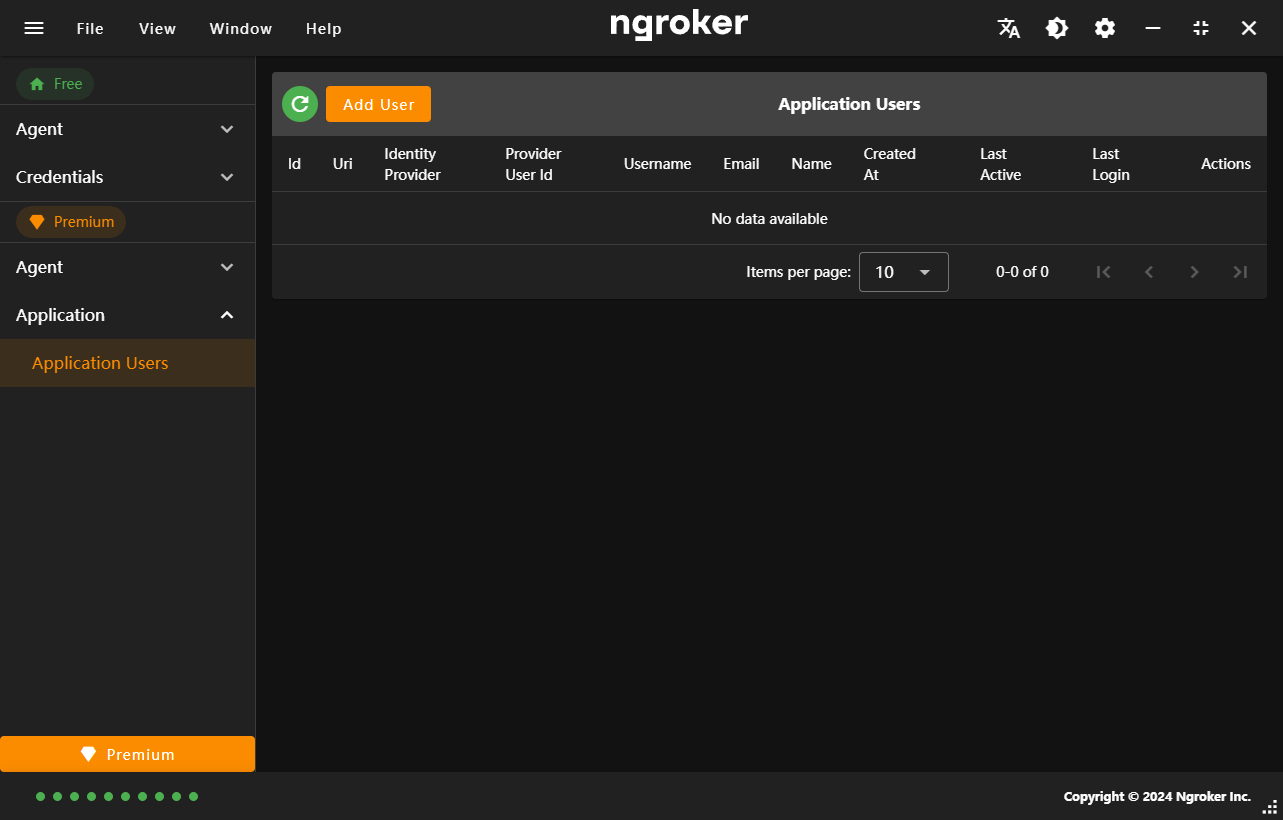 File View Window Help
ngroker
Free
Agent
Credentials
Premium
Agent
Application
Application Users
Premium
Add User
Application Users
Id Uri Identity Provider Provider User Id Username Email Name Created At Last Active Last Login Actions
No data available
Items per page: 10 0-0 of 0
Copyright © 2024 Ngroker Inc.